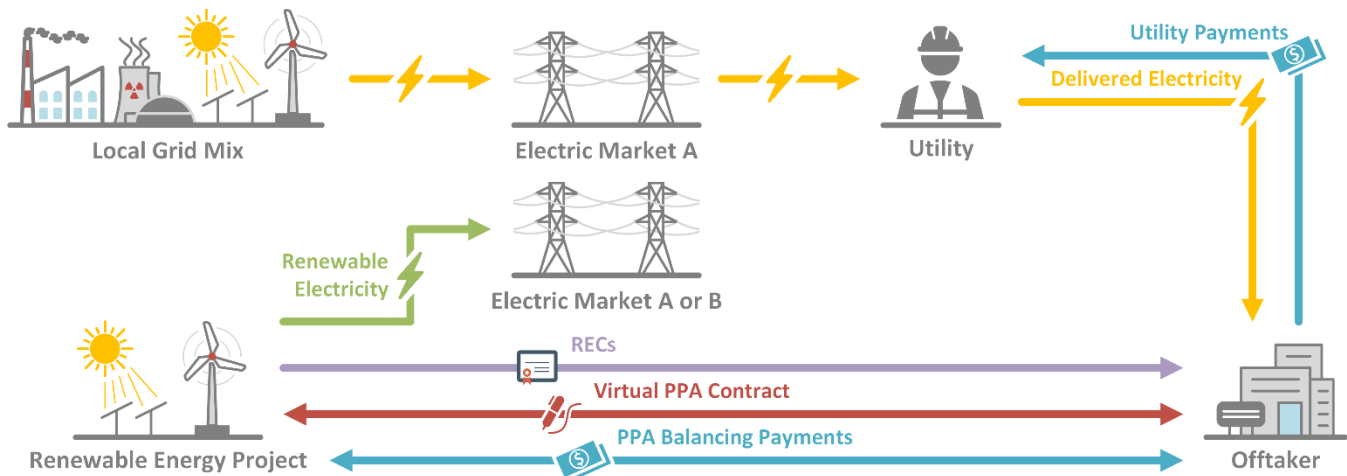 Utility Payments
Delivered Electricity
Local Grid Mix
Electric Market A
Utility
Renewable
Electricity
Electric Market A or B
RECs
Virtual PPA Contract
PPA Balancing Payments
Renewable Energy Project
Offtaker